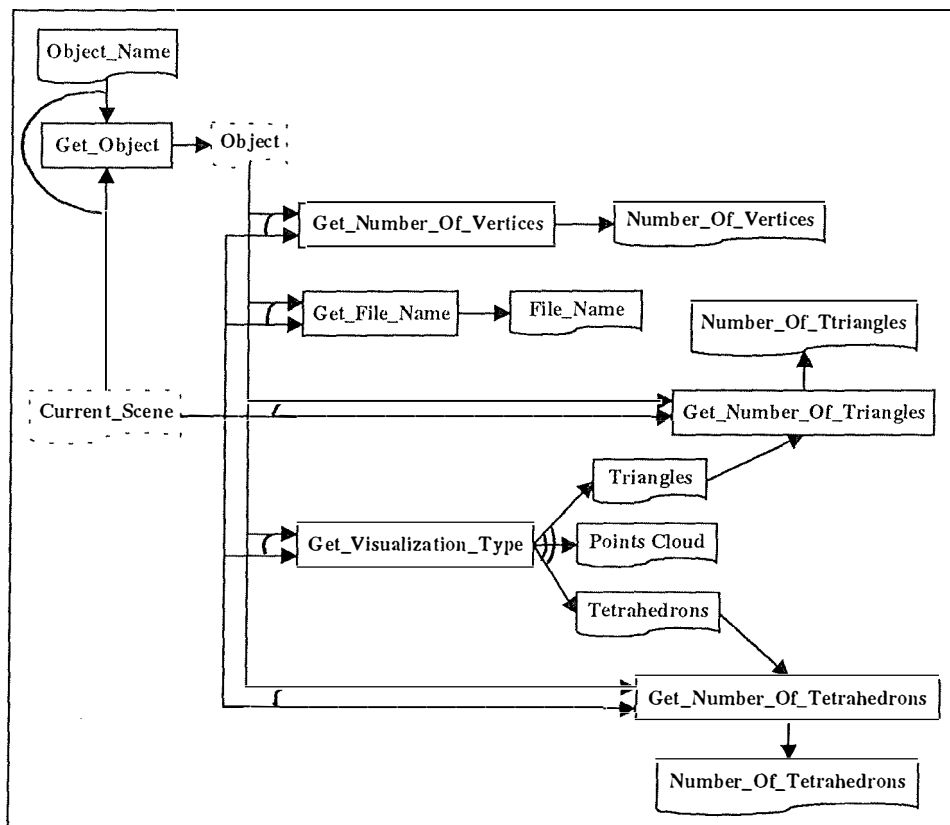 Object_Name
Get_Object
Object
Get_Number_Of_Vertices
Number_Of_Vertices
Get_File_Name
File_Name
Number_Of_Ttriangles
Current_Scene
Get_Number_Of_Triangles
Triangles
Get_Visualization_Type
Points Cloud
Tetrahedrons
Get_Number_Of_Tetrahedrons
Number_Of_Tetrahedrons